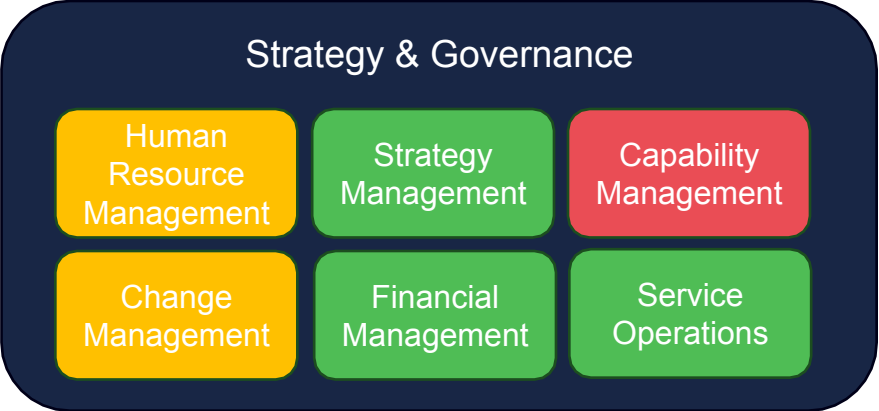 Strategy & Governance
Human
Resource
Management
Strategy
Management
Capability
Management
Change
Management
Financial
Management
Service
Operations